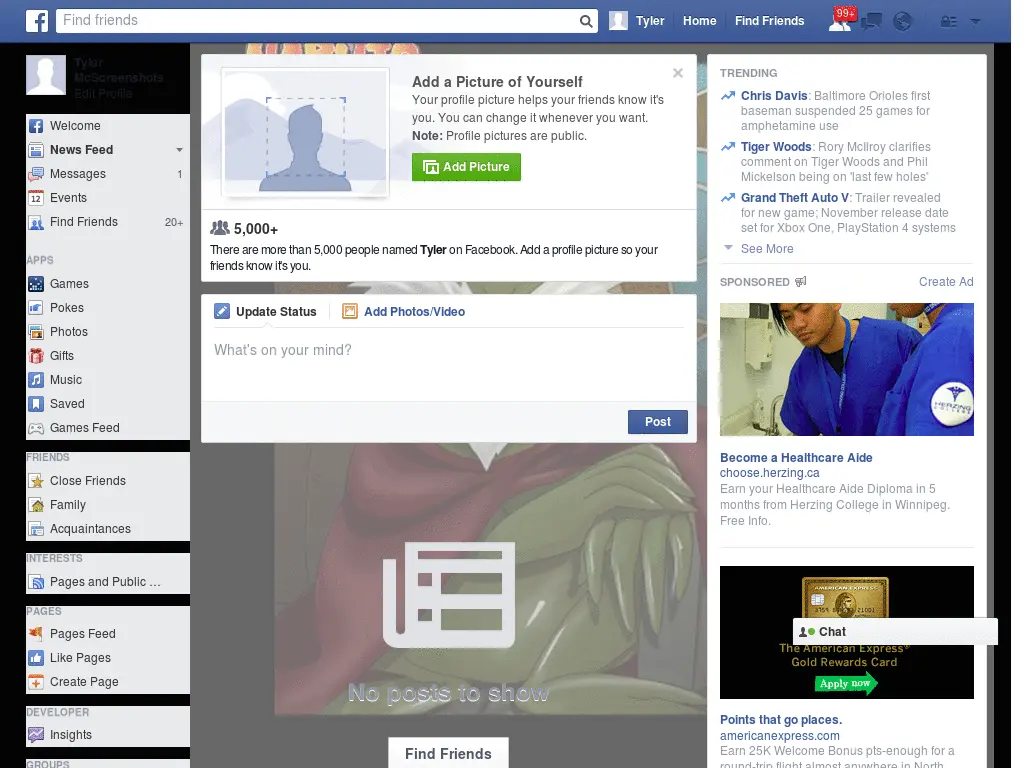 Find friends
Tyler
Home
Find Friends
99+
Tyler
McScreenshots
Edit Profile
Welcome
News Feed
Messages 1
Events
Find Friends 20+
APPS
Games
Pokes
Photos
Gifts
Music
Saved
Games Feed
FRIENDS
Close Friends
Family
Acquaintances
INTERESTS
Pages and Public ...
PAGES
Pages Feed
Like Pages
Create Page
DEVELOPER
Insights
GROUPS
Add a Picture of Yourself
Your profile picture helps your friends know it's
you. You can change it whenever you want.
Note: Profile pictures are public.
Add Picture
5,000+
There are more than 5,000 people named Tyler on Facebook. Add a profile picture so your
friends know it's you.
Update Status
Add Photos/Video
What's on your mind?
Post
No posts to show
Find Friends
TRENDING
Chris Davis: Baltimore Orioles first
baseman suspended 25 games for
amphetamine use
Tiger Woods: Rory McIlroy clarifies
comment on Tiger Woods and Phil
Mickelson being on 'last few holes'
Grand Theft Auto V: Trailer revealed
for new game; November release date
set for Xbox One, PlayStation 4 systems
See More
SPONSORED
Create Ad
HERZING
COLLEGE
Become a Healthcare Aide
choose.herzing.ca
Earn your Healthcare Aide Diploma in 5
months from Herzing College in Winnipeg.
Free Info.
AMERICAN EXPRESS
Chat
The American Express®
Gold Rewards Card
Apply now
Points that go places.
americanexpress.com
Earn 25K Welcome Bonus pts-enough for a
round-trip flight almost anywhere in North